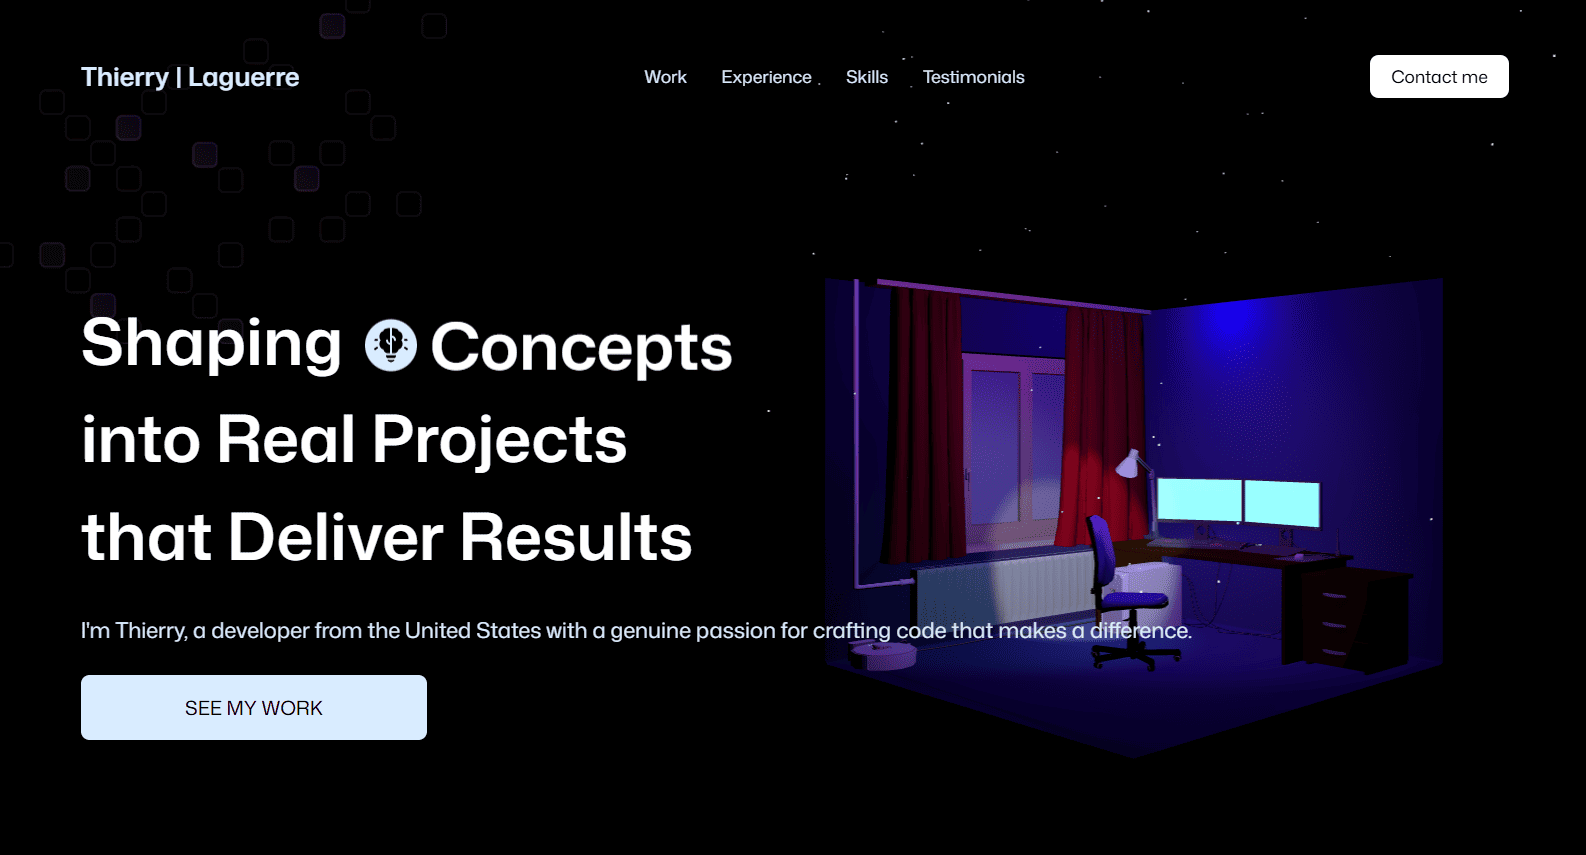 Thierry | Laguerre
Work
Experience
Skills
Testimonials
Contact me
Shaping Concepts
into Real Projects
that Deliver Results
I'm Thierry, a developer from the United States with a genuine passion for crafting code that makes a difference.
SEE MY WORK